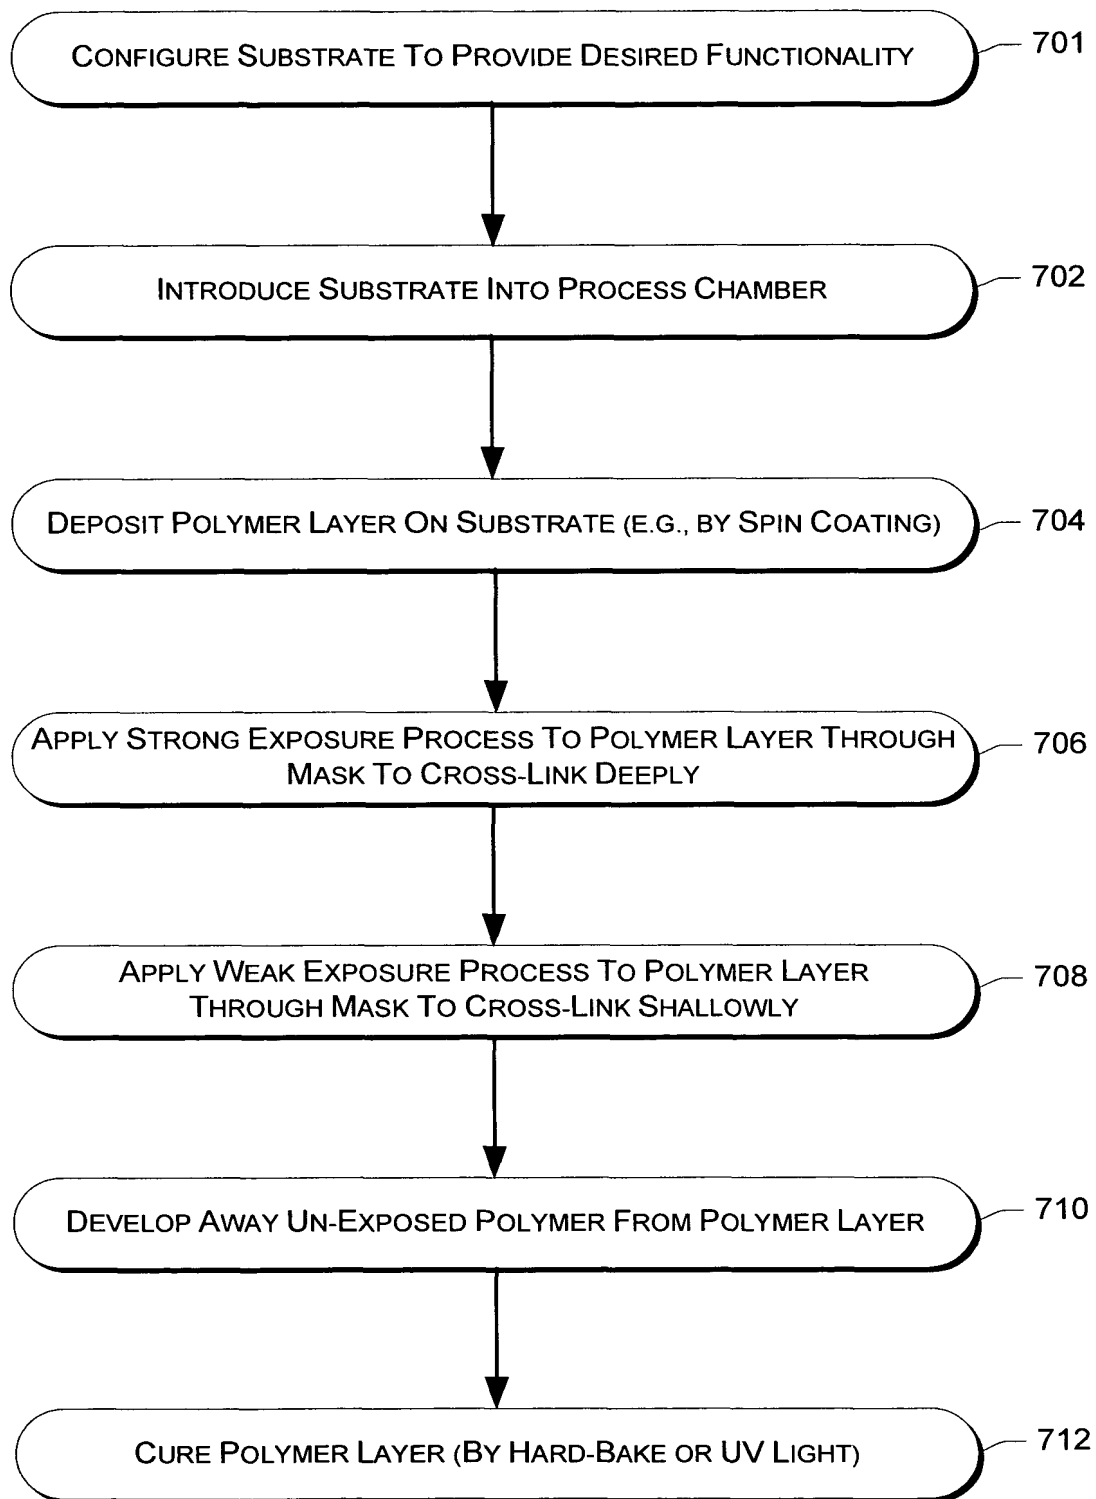 CONFIGURE SUBSTRATE TO PROVIDE DESIRED FUNCTIONALITY
701
INTRODUCE SUBSTRATE INTO PROCESS CHAMBER
702
DEPOSIT POLYMER LAYER ON SUBSTRATE (E.G., BY SPIN COATING)
704
APPLY STRONG EXPOSURE PROCESS TO POLYMER LAYER THROUGH
MASK TO CROSS-LINK DEEPLY
706
APPLY WEAK EXPOSURE PROCESS TO POLYMER LAYER
THROUGH MASK TO CROSS-LINK SHALLOWLY
708
DEVELOP AWAY UN-EXPOSED POLYMER FROM POLYMER LAYER
710
CURE POLYMER LAYER (BY HARD-BAKE OR UV LIGHT)
712